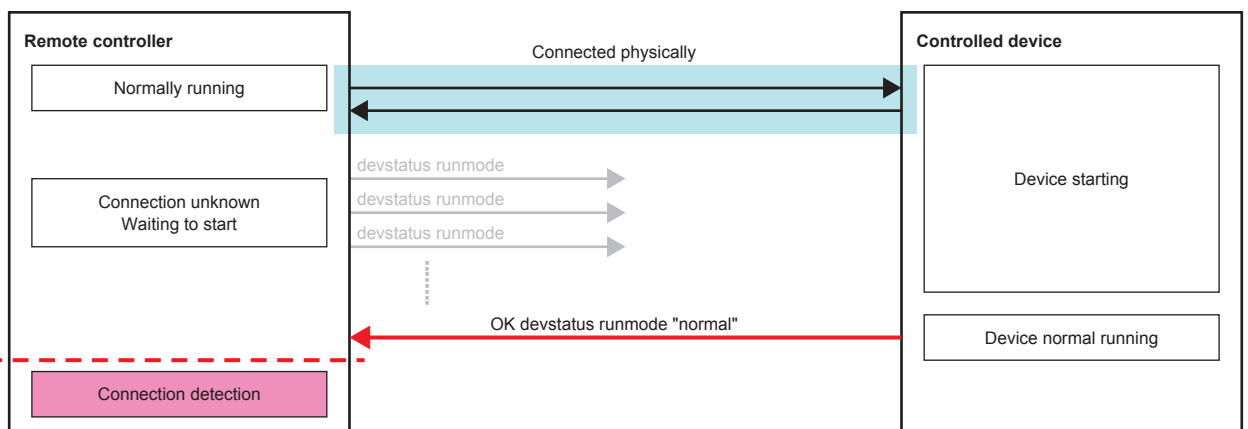 Remote controller
Connected physically
Controlled device
Normally running
devstatus runmode
Connection unknown
Waiting to start
devstatus runmode
devstatus runmode
Device starting
OK devstatus runmode "normal"
Device normal running
Connection detection